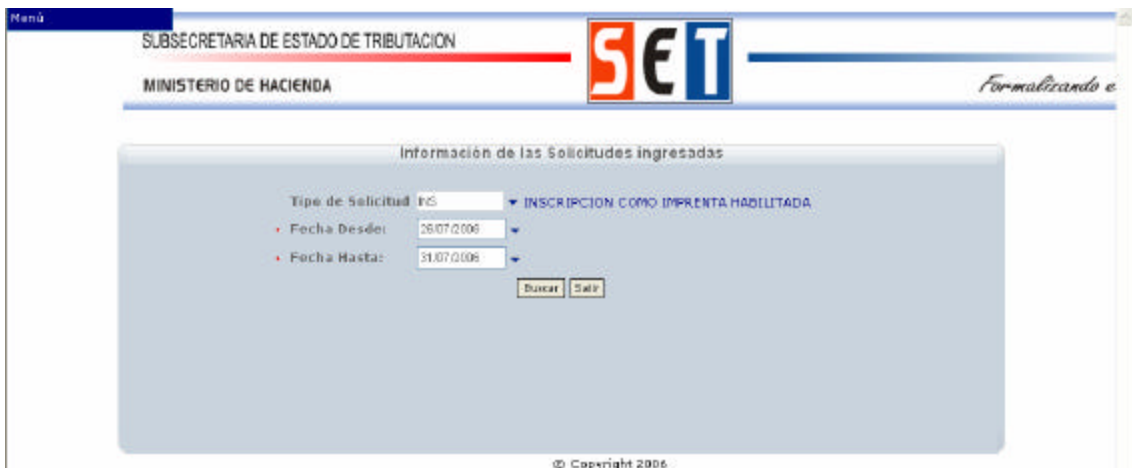 Menú
SUBSECRETARIA DE ESTADO DE TRIBUTACION
SET
MINISTERIO DE HACIENDA
Formalizando e
Información de las Solicitudes ingresadas
Tipo de Solicitud INS INSCRIPCION COMO IMPRENTA HABILITADA
Fecha Desde: 28/07/2006
Fecha Hasta: 31/07/2006
Buscar Salir
© Copyright 2006